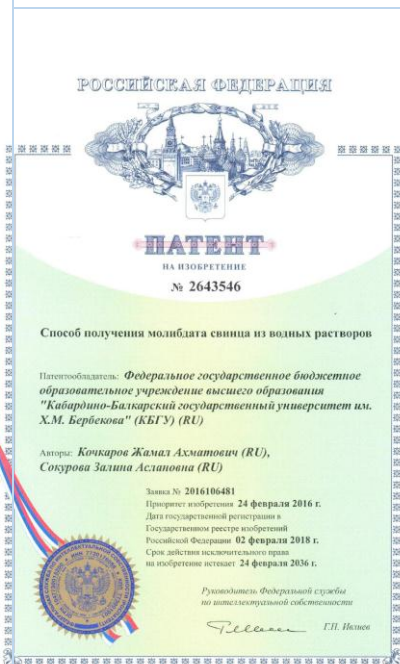 РОССИЙСКАЯ ФЕДЕРАЦИЯ
ПАТЕНТ
НА ИЗОБРЕТЕНИЕ
№ 2643546
Способ получения молибдата свинца из водных растворов
Патентообладатель: Федеральное государственное бюджетное
образовательное учреждение высшего образования
"Кабардино-Балкарский государственный университет им.
Х.М. Бербекова" (КБГУ) (RU)
Авторы: Кочкаров Жамал Ахматович (RU),
Сокурова Залина Аслановна (RU)
Заявка № 2016106481
Приоритет изобретения 24 февраля 2016 г.
Дата государственной регистрации в
Государственном реестре изобретений
Российской Федерации 02 февраля 2018 г.
Срок действия исключительного права
на изобретение истекает 24 февраля 2036 г.
Руководитель Федеральной службы
по интеллектуальной собственности
Г.П. Ивлиев